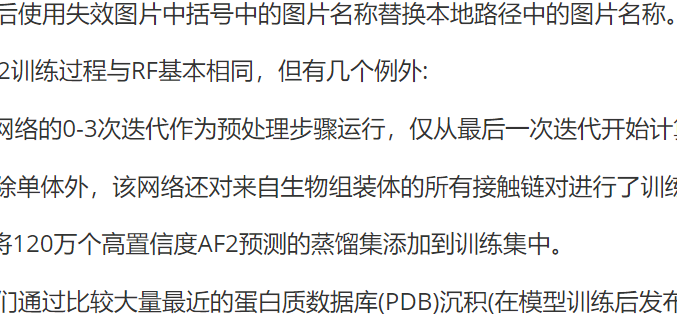 后使用失效图片中括号中的图片名称替换本地路径中的图片名称。
2训练过程与RF基本相同，但有几个例外:
网络的0-3次迭代作为预处理步骤运行，仅从最后一次迭代开始计算
除单体外，该网络还对来自生物组装体的所有接触链对进行了训练
将120万个高置信度AF2预测的蒸馏集添加到训练集中。
们通过比较大量最近的蛋白质数据库(PDB)沉积(在模型训练后发布